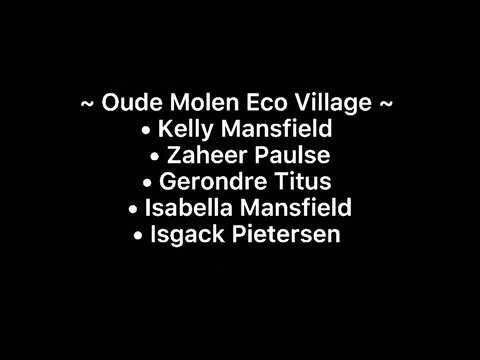 ~ Oude Molen Eco Village ~
• Kelly Mansfield
• Zaheer Paulse
• Gerondre Titus
• Isabella Mansfield
• Isgack Pietersen